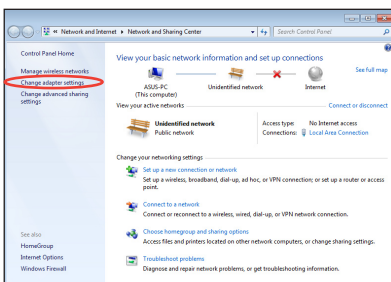 « Network and Internet ▸ Network and Sharing Center
Search Control Panel
Control Panel Home
Manage wireless networks
Change adapter settings
Change advanced sharing
settings
View your basic network information and set up connections
See full map
ASUS-PC
(This computer)
Unidentified network
Internet
View your active networks
Connect or disconnect
Unidentified network
Public network
Access type: No Internet access
Connections: Local Area Connection
Change your networking settings
Set up a new connection or network
Set up a wireless, broadband, dial-up, ad hoc, or VPN connection; or set up a router or access
point.
Connect to a network
Connect or reconnect to a wireless, wired, dial-up, or VPN network connection.
Choose homegroup and sharing options
Access files and printers located on other network computers, or change sharing settings.
Troubleshoot problems
Diagnose and repair network problems, or get troubleshooting information.
See also
HomeGroup
Internet Options
Windows Firewall